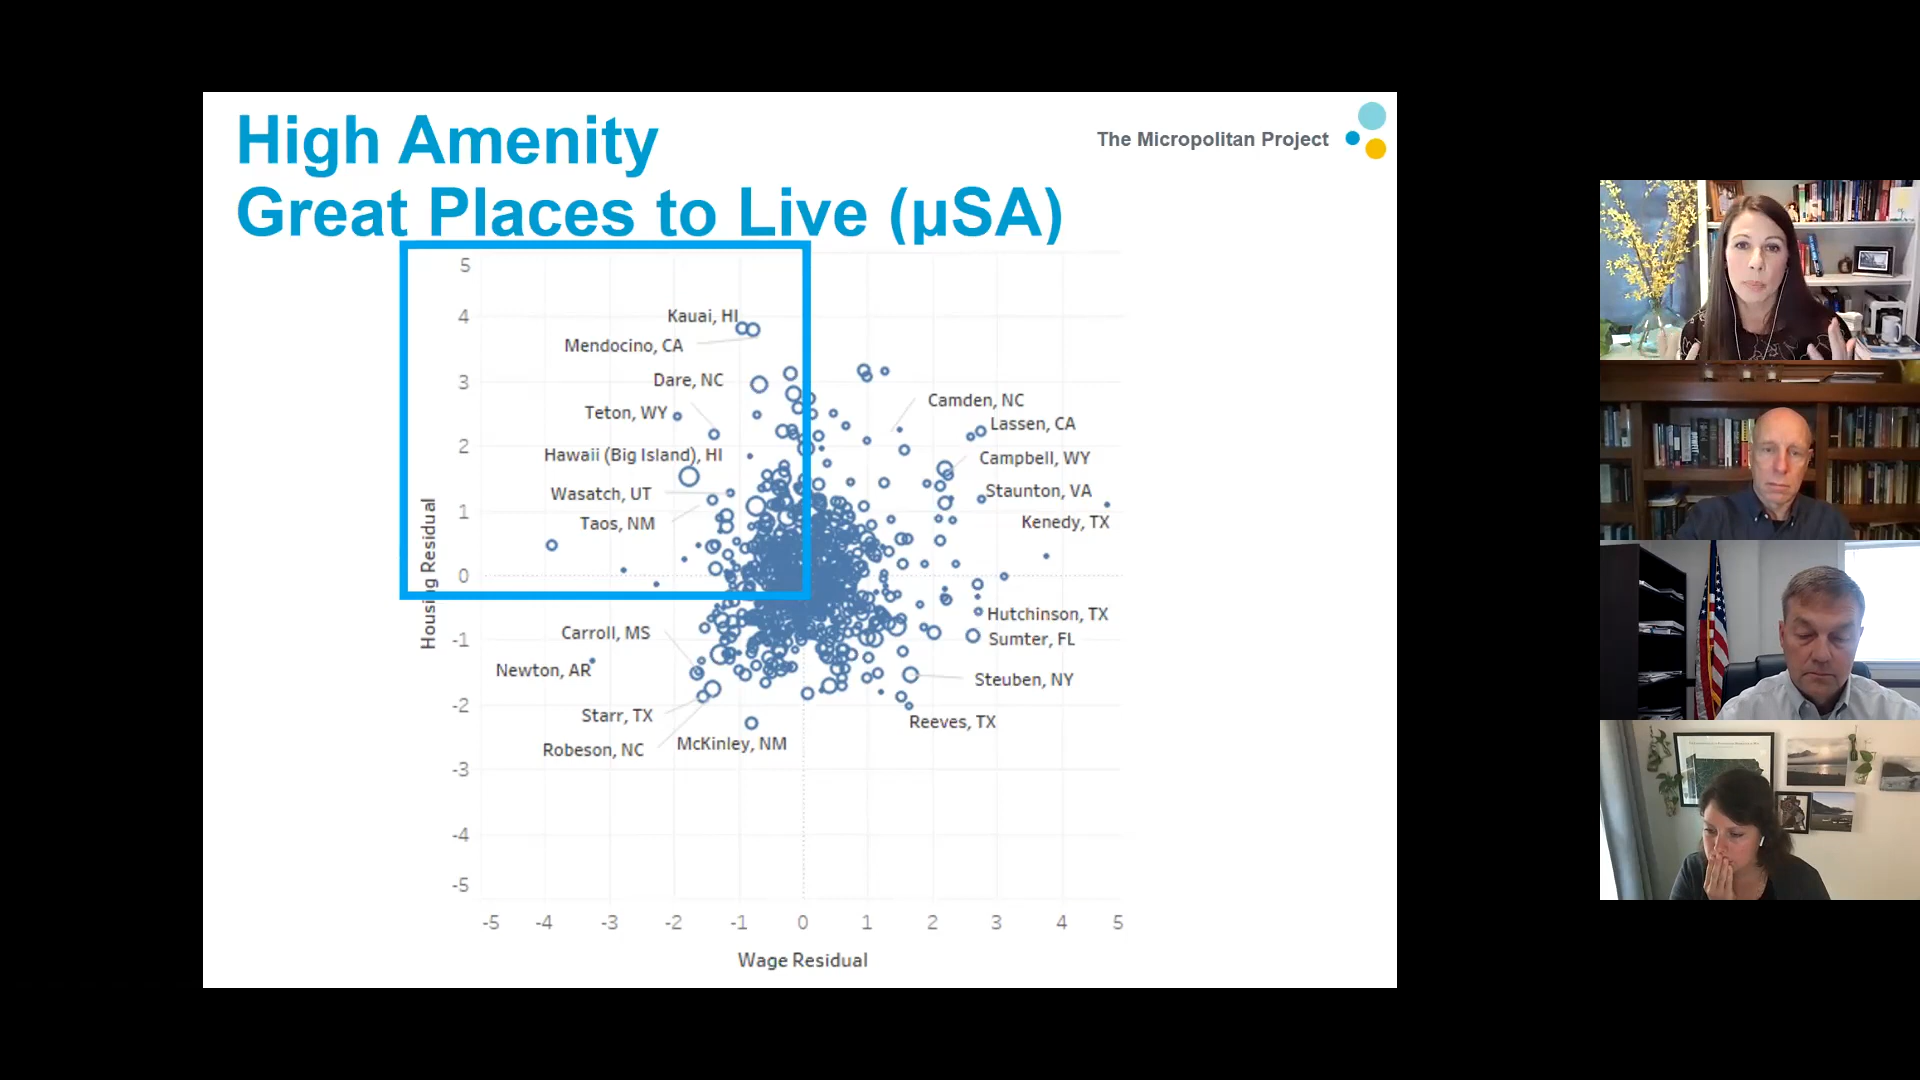 High Amenity
Great Places to Live (µSA)
The Micropolitan Project
5
4
3
2
1
0
-1
-2
-3
-4
-5
Housing Residual
Kauai, HI
Mendocino, CA
Dare, NC
Teton, WY
Hawaii (Big Island), HI
Wasatch, UT
Taos, NM
Camden, NC
Lassen, CA
Campbell, WY
Staunton, VA
Kenedy, TX
Carroll, MS
Newton, AR
Starr, TX
Robeson, NC
McKinley, NM
Hutchinson, TX
Sumter, FL
Steuben, NY
Reeves, TX
-5 -4 -3 -2 -1 0 1 2 3 4 5
Wage Residual